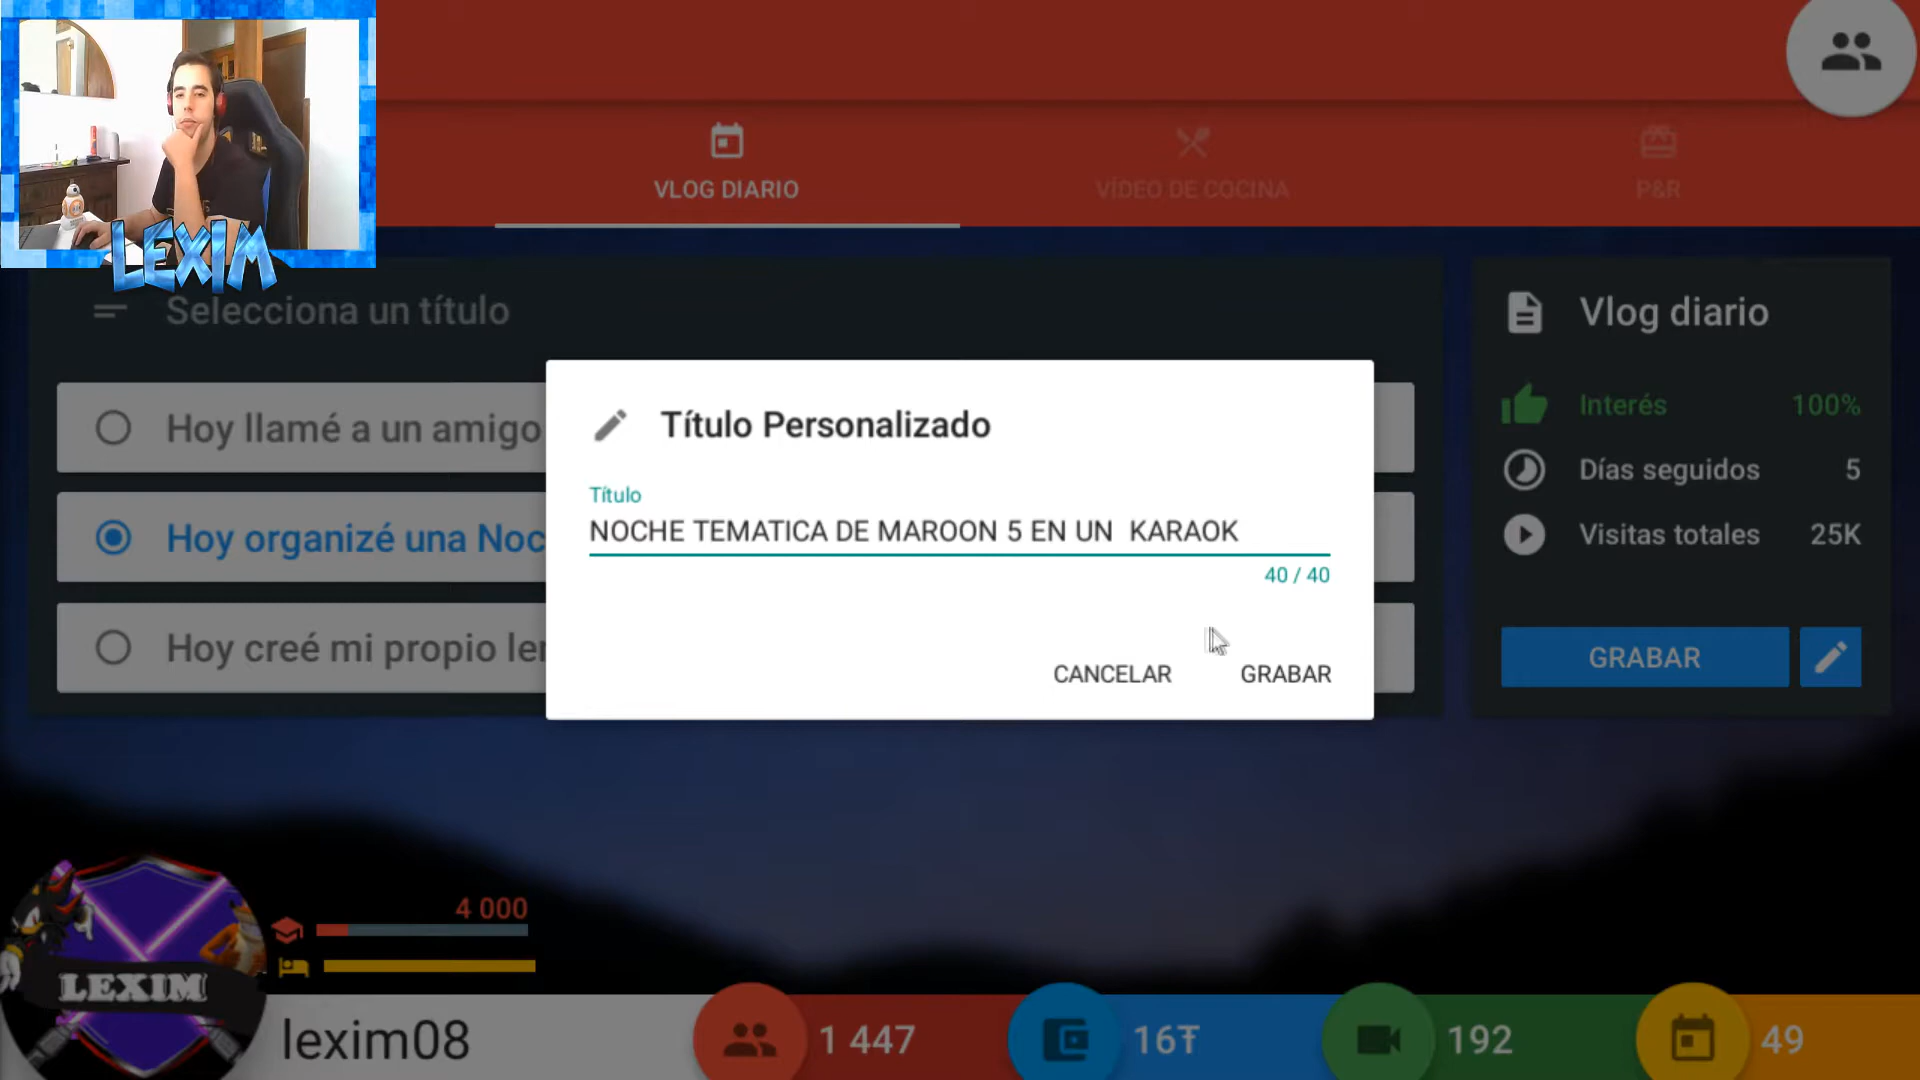 LEXIM
VLOG DIARIO
VÍDEO DE COCINA
P&R
Selecciona un título
Hoy llamé a un amigo
Hoy organizé una Noc
Hoy creé mi propio ler
Título Personalizado
Título
NOCHE TEMATICA DE MAROON 5 EN UN  KARAOK
40 / 40
CANCELAR
GRABAR
Vlog diario
Interés 100%
Días seguidos 5
Visitas totales 25K
GRABAR
4 000
LEXIM
lexim08
1 447
16Ŧ
192
49